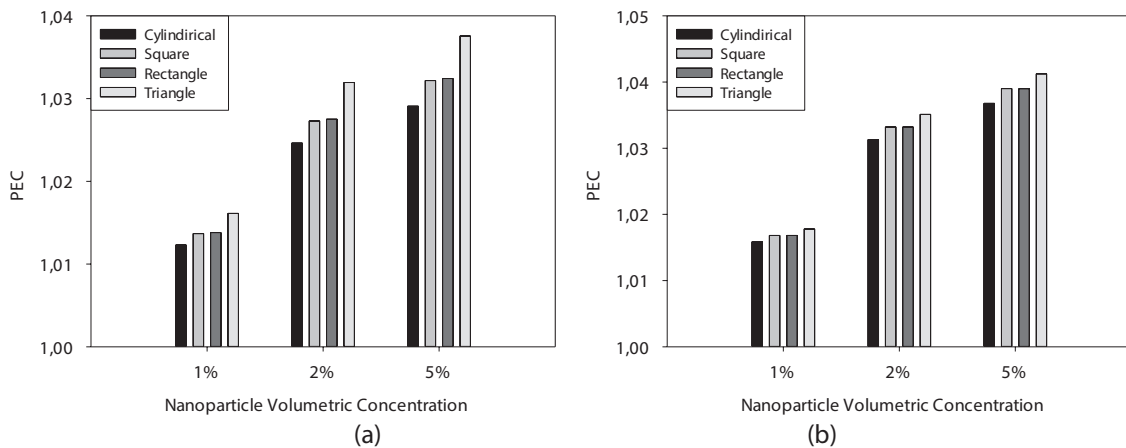 1,04
1,03
1,02
1,01
1,00
PEC
Cylindirical
Square
Rectangle
Triangle
1%
2%
5%
Nanoparticle Volumetric Concentration
(a)
1,05
1,04
1,03
1,02
1,01
1,00
PEC
Cylindirical
Square
Rectangle
Triangle
1%
2%
5%
Nanoparticle Volumetric Concentration
(b)